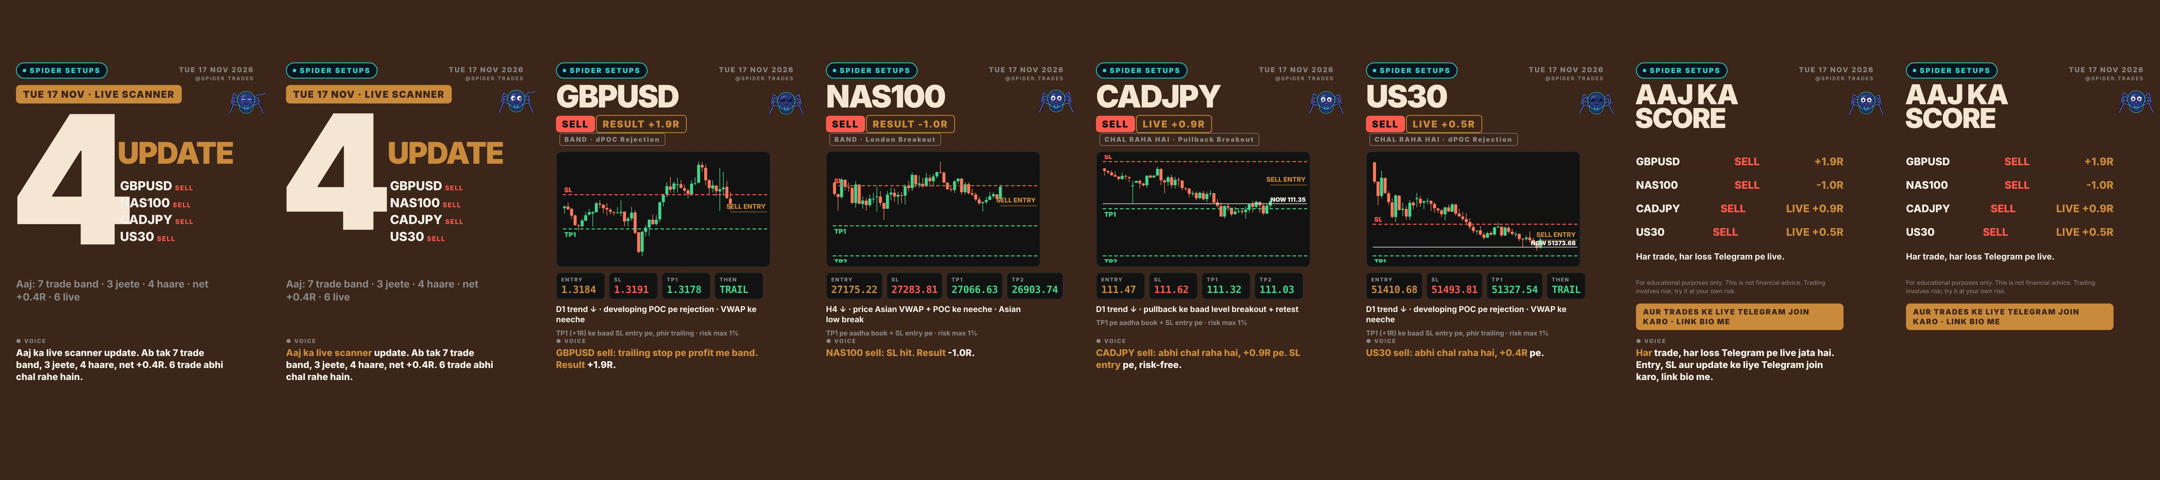 SPIDER SETUPS
TUE 17 NOV 2026
@SPIDER.TRADES
TUE 17 NOV · LIVE SCANNER
4
UPDATE
GBPUSD SELL
NAS100 SELL
CADJPY SELL
US30 SELL
Aaj: 7 trade band · 3 jeete · 4 haare · net
+0.4R · 6 live
VOICE
Aaj ka live scanner update. Ab tak 7 trade
band, 3 jeete, 4 haare, net +0.4R. 6 trade abhi
chal rahe hain.
SPIDER SETUPS
TUE 17 NOV 2026
@SPIDER.TRADES
TUE 17 NOV · LIVE SCANNER
4
UPDATE
GBPUSD SELL
NAS100 SELL
CADJPY SELL
US30 SELL
Aaj: 7 trade band · 3 jeete · 4 haare · net
+0.4R · 6 live
VOICE
Aaj ka live scanner update. Ab tak 7 trade
band, 3 jeete, 4 haare, net +0.4R. 6 trade abhi
chal rahe hain.
SPIDER SETUPS
TUE 17 NOV 2026
@SPIDER.TRADES
GBPUSD
SELL RESULT +1.9R
BAND · dPOC Rejection
SL
SELL ENTRY
TP1
ENTRY SL TP1 THEN
1.3184 1.3191 1.3178 TRAIL
D1 trend ↓ · developing POC pe rejection · VWAP ke
neeche
TP1 (+1R) ke baad SL entry pe, phir trailing · risk max 1%
VOICE
GBPUSD sell: trailing stop pe profit me band.
Result +1.9R.
SPIDER SETUPS
TUE 17 NOV 2026
@SPIDER.TRADES
NAS100
SELL RESULT -1.0R
BAND · London Breakout
SL
SELL ENTRY
TP1
TP2
ENTRY SL TP1 TP2
27175.22 27283.81 27066.63 26903.74
H4 ↓ · price Asian VWAP + POC ke neeche · Asian
low break
TP1 pe aadha book + SL entry pe · risk max 1%
VOICE
NAS100 sell: SL hit. Result -1.0R.
SPIDER SETUPS
TUE 17 NOV 2026
@SPIDER.TRADES
CADJPY
SELL LIVE +0.9R
CHAL RAHA HAI · Pullback Breakout
SL
SELL ENTRY
NOW 111.35
TP1
ENTRY SL TP1 TP2
111.47 111.62 111.32 111.03
D1 trend ↓ · pullback ke baad level breakout + retest
TP1 pe aadha book + SL entry pe · risk max 1%
VOICE
CADJPY sell: abhi chal raha hai, +0.9R pe. SL
entry pe, risk-free.
SPIDER SETUPS
TUE 17 NOV 2026
@SPIDER.TRADES
US30
SELL LIVE +0.5R
CHAL RAHA HAI · dPOC Rejection
SL
SELL ENTRY
NOW 51373.68
TP1
ENTRY SL TP1 THEN
51410.68 51493.81 51327.54 TRAIL
D1 trend ↓ · developing POC pe rejection · VWAP ke
neeche
TP1 (+1R) ke baad SL entry pe, phir trailing · risk max 1%
VOICE
US30 sell: abhi chal raha hai, +0.4R pe.
SPIDER SETUPS
TUE 17 NOV 2026
@SPIDER.TRADES
AAJ KA
SCORE
GBPUSD SELL +1.9R
NAS100 SELL -1.0R
CADJPY SELL LIVE +0.9R
US30 SELL LIVE +0.5R
Har trade, har loss Telegram pe live.
For educational purposes only. This is not financial advice. Trading
involves risk; try it at your own risk.
AUR TRADES KE LIYE TELEGRAM JOIN
KARO · LINK BIO ME
VOICE
Har trade, har loss Telegram pe live jata hai.
Entry, SL aur update ke liye Telegram join
karo, link bio me.
SPIDER SETUPS
TUE 17 NOV 2026
@SPIDER.TRADES
AAJ KA
SCORE
GBPUSD SELL +1.9R
NAS100 SELL -1.0R
CADJPY SELL LIVE +0.9R
US30 SELL LIVE +0.5R
Har trade, har loss Telegram pe live.
For educational purposes only. This is not financial advice. Trading
involves risk; try it at your own risk.
AUR TRADES KE LIYE TELEGRAM JOIN
KARO · LINK BIO ME